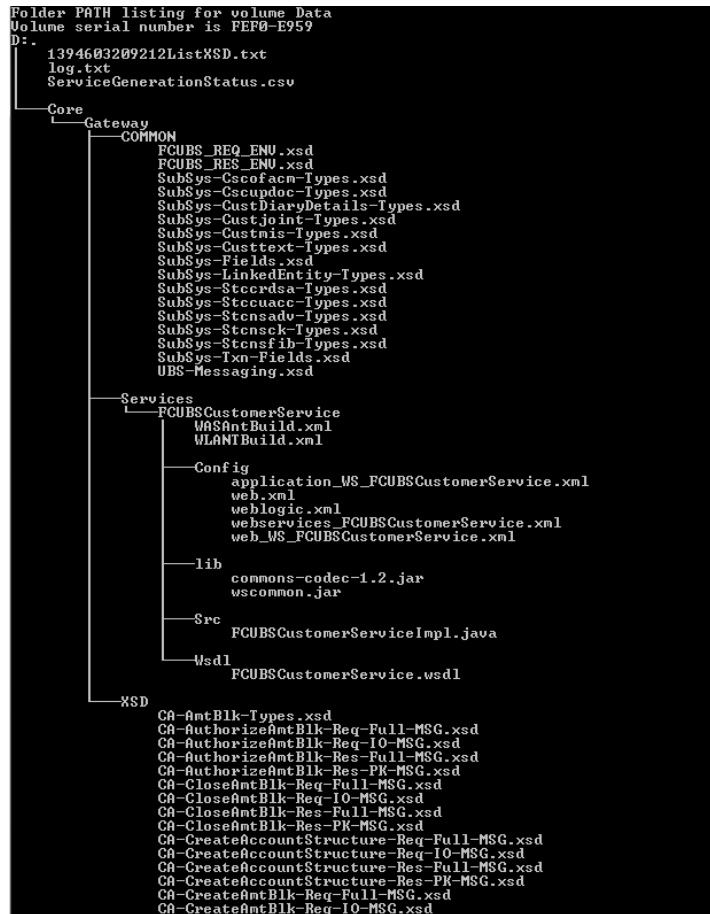 Folder PATH listing for volume Data
Volume serial number is FEF0-E959
D:.
1394603209212ListXSD.txt
log.txt
ServiceGenerationStatus.csv
Core
Gateway
COMMON
FCUBS_REQ_ENV.xsd
FCUBS_RES_ENV.xsd
SubSys-Cscofacm-Types.xsd
SubSys-Cscupdoc-Types.xsd
SubSys-CustDiaryDetails-Types.xsd
SubSys-Custjoint-Types.xsd
SubSys-Custmis-Types.xsd
SubSys-Custtext-Types.xsd
SubSys-Fields.xsd
SubSys-LinkedEntity-Types.xsd
SubSys-Stccrdsa-Types.xsd
SubSys-Stccuacc-Types.xsd
SubSys-Stcnsadv-Types.xsd
SubSys-Stcnsck-Types.xsd
SubSys-Stcnsfib-Types.xsd
SubSys-Txn-Fields.xsd
UBS-Messaging.xsd
Services
FCUBSCustomerService
WASAntBuild.xml
WLANTBuild.xml
Config
application_WS_FCUBSCustomerService.xml
web.xml
weblogic.xml
webservices_FCUBSCustomerService.xml
web_WS_FCUBSCustomerService.xml
lib
commons-codec-1.2.jar
wscommon.jar
Src
FCUBSCustomerServiceImpl.java
Wsdl
FCUBSCustomerService.wsdl
XSD
CA-AmtBlk-Types.xsd
CA-AuthorizeAmtBlk-Req-Full-MSG.xsd
CA-AuthorizeAmtBlk-Req-IO-MSG.xsd
CA-AuthorizeAmtBlk-Res-Full-MSG.xsd
CA-AuthorizeAmtBlk-Res-PK-MSG.xsd
CA-CloseAmtBlk-Req-Full-MSG.xsd
CA-CloseAmtBlk-Req-IO-MSG.xsd
CA-CloseAmtBlk-Res-Full-MSG.xsd
CA-CloseAmtBlk-Res-PK-MSG.xsd
CA-CreateAccountStructure-Req-Full-MSG.xsd
CA-CreateAccountStructure-Req-IO-MSG.xsd
CA-CreateAccountStructure-Res-Full-MSG.xsd
CA-CreateAccountStructure-Res-PK-MSG.xsd
CA-CreateAmtBlk-Req-Full-MSG.xsd
CA-CreateAmtBlk-Req-IO-MSG.xsd